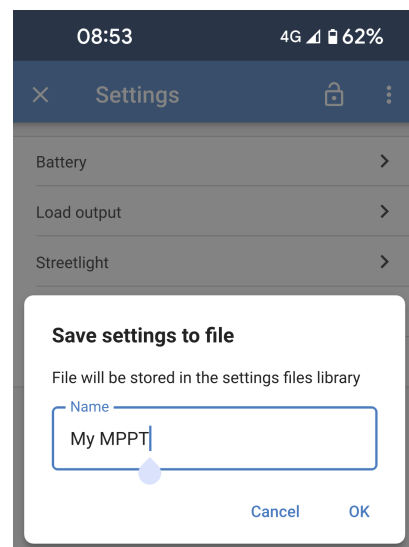 08:53 4G 62%
Settings
Battery
Load output
Streetlight
Save settings to file
File will be stored in the settings files library
Name
My MPPT
Cancel OK